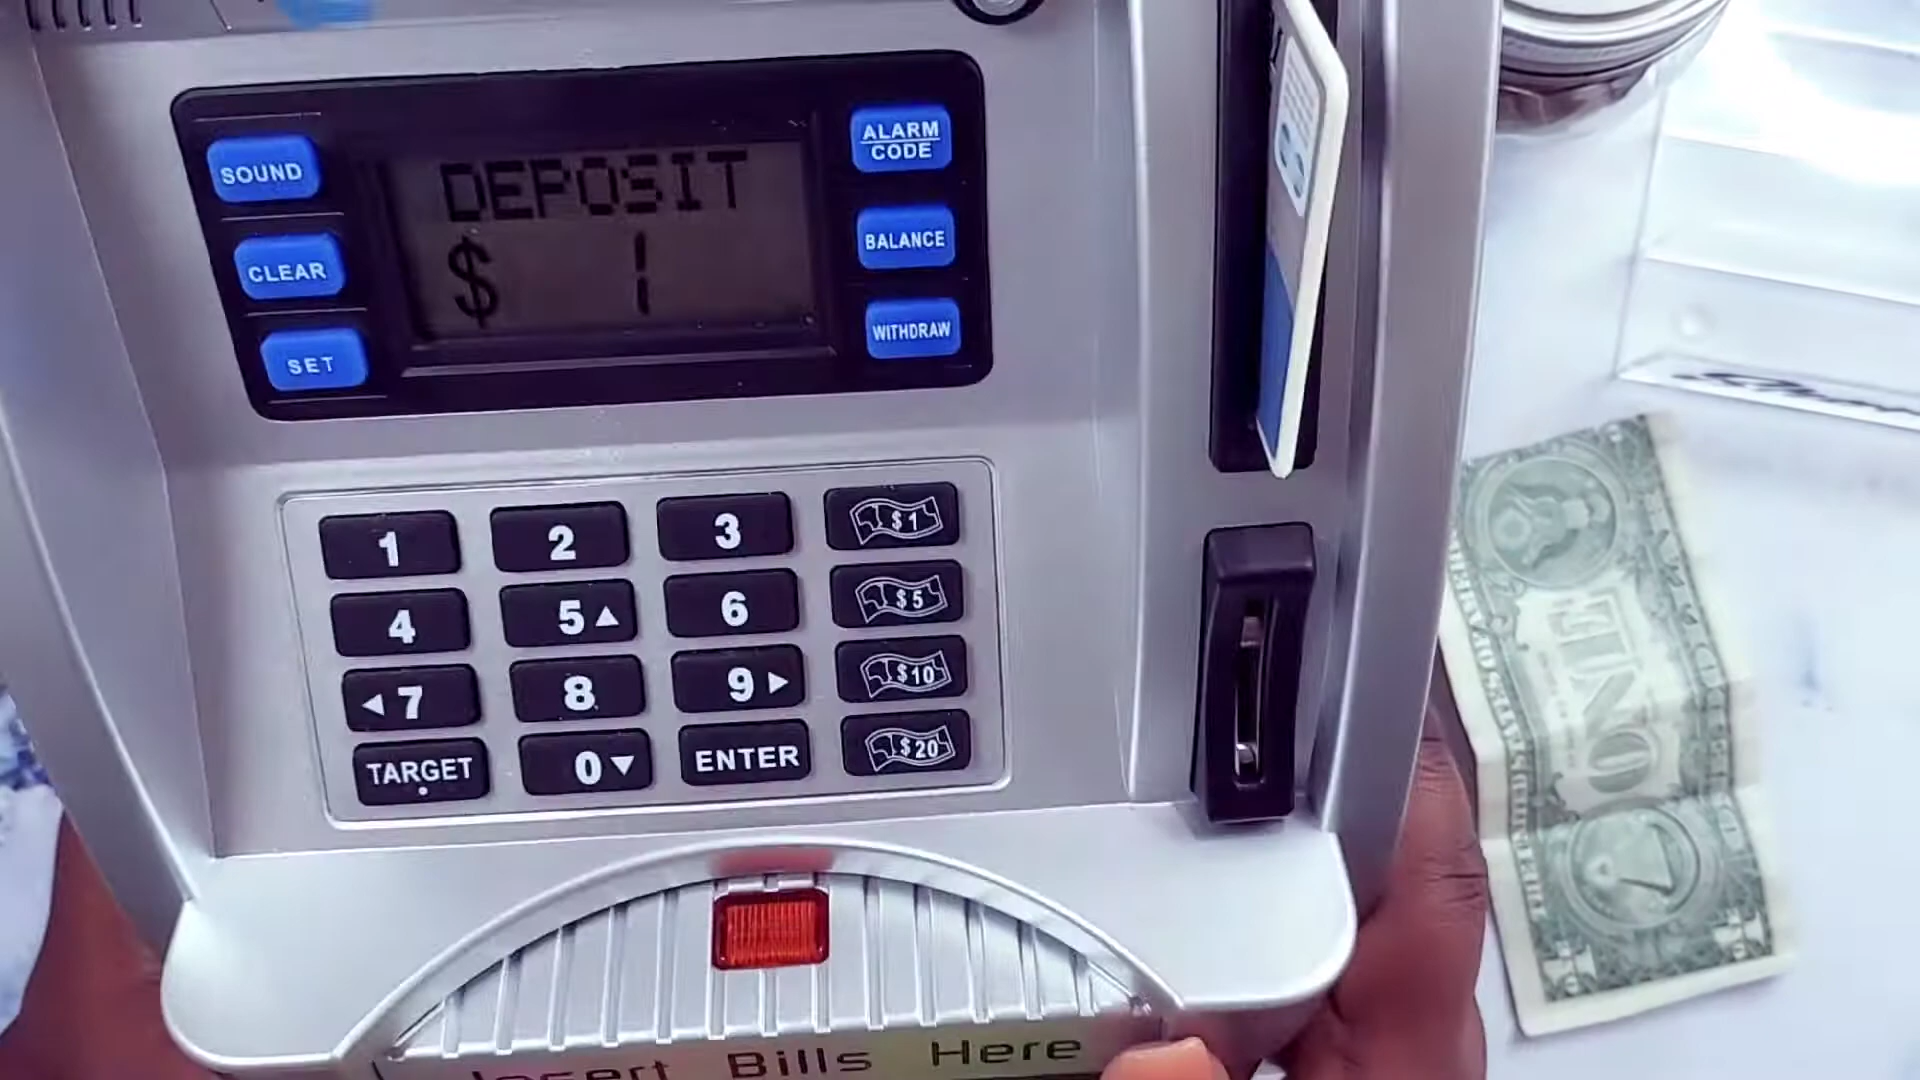 SOUND
CLEAR
SET
DEPOSIT
$ 1
ALARM
CODE
BALANCE
WITHDRAW
1 2 3 $1
4 5▲ 6 $5
◀7 8 9▶ $10
TARGET 0▼ ENTER $20
Insert Bills Here
ONE